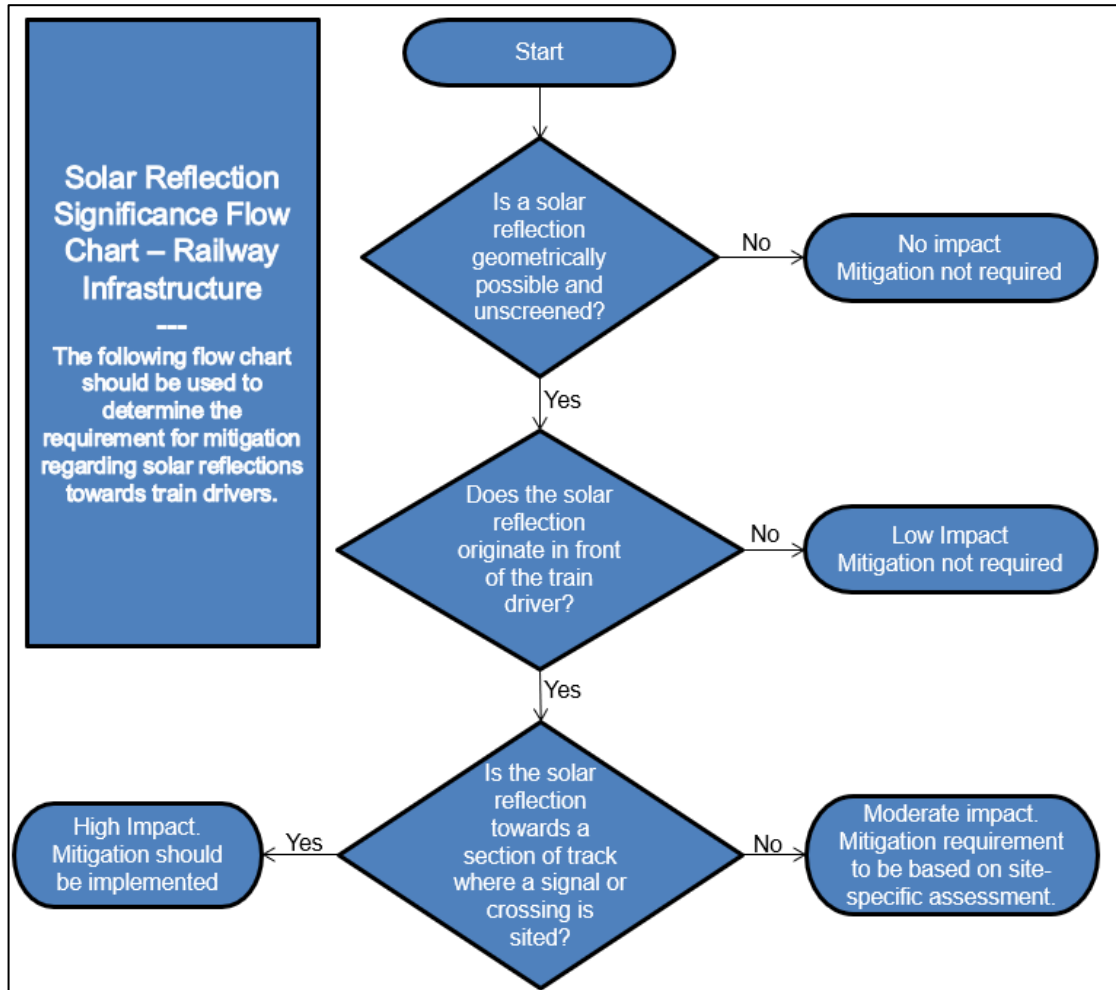 Solar Reflection
Significance Flow
Chart – Railway
Infrastructure
---
The following flow chart
should be used to
determine the
requirement for mitigation
regarding solar reflections
towards train drivers.
Start
Is a solar
reflection
geometrically
possible and
unscreened?
No
No impact
Mitigation not required
Yes
Does the solar
reflection
originate in front
of the train
driver?
No
Low Impact
Mitigation not required
Yes
Is the solar
reflection
towards a
section of track
where a signal or
crossing is
sited?
Yes
High Impact.
Mitigation should
be implemented
No
Moderate impact.
Mitigation requirement
to be based on site-
specific assessment.